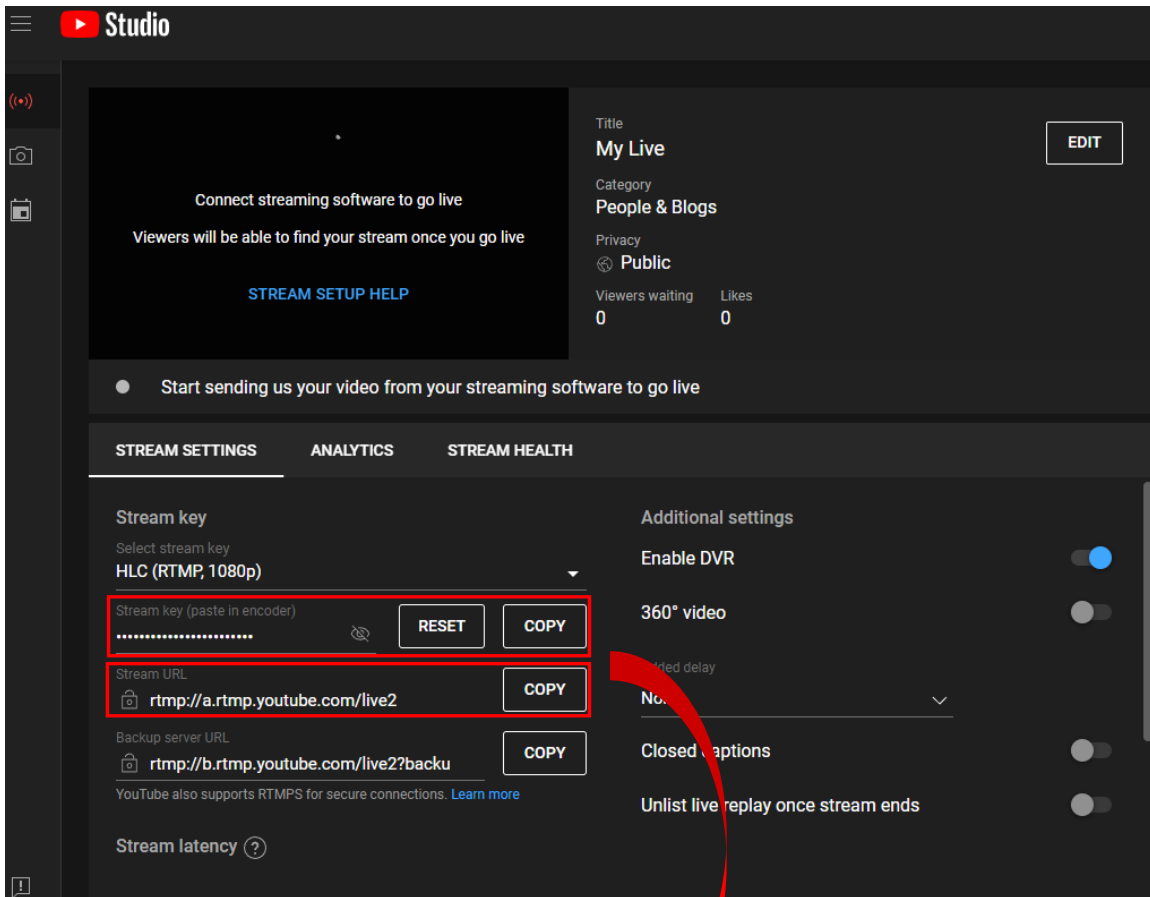 Studio
Connect streaming software to go live
Viewers will be able to find your stream once you go live
STREAM SETUP HELP
Title
My Live
EDIT
Category
People & Blogs
Privacy
Public
Viewers waiting Likes
0 0
Start sending us your video from your streaming software to go live
STREAM SETTINGS ANALYTICS STREAM HEALTH
Stream key
Select stream key
HLC (RTMP, 1080p)
Stream key (paste in encoder)
•••••••••••••••••••••••• RESET COPY
Stream URL
rtmp://a.rtmp.youtube.com/live2 COPY
Backup server URL
rtmp://b.rtmp.youtube.com/live2?backu COPY
YouTube also supports RTMPS for secure connections. Learn more
Stream latency ?
Additional settings
Enable DVR
360° video
delay
Closed captions
Unlist live replay once stream ends